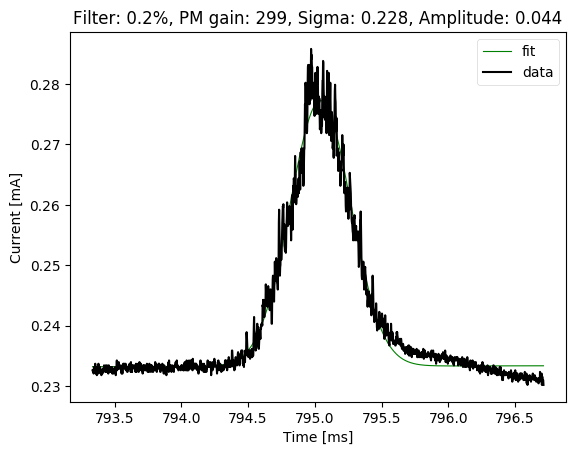 Filter: 0.2%, PM gain: 299, Sigma: 0.228, Amplitude: 0.044
fit
data
0.28
0.27
0.26
0.25
0.24
0.23
Current [mA]
793.5 794.0 794.5 795.0 795.5 796.0 796.5
Time [ms]